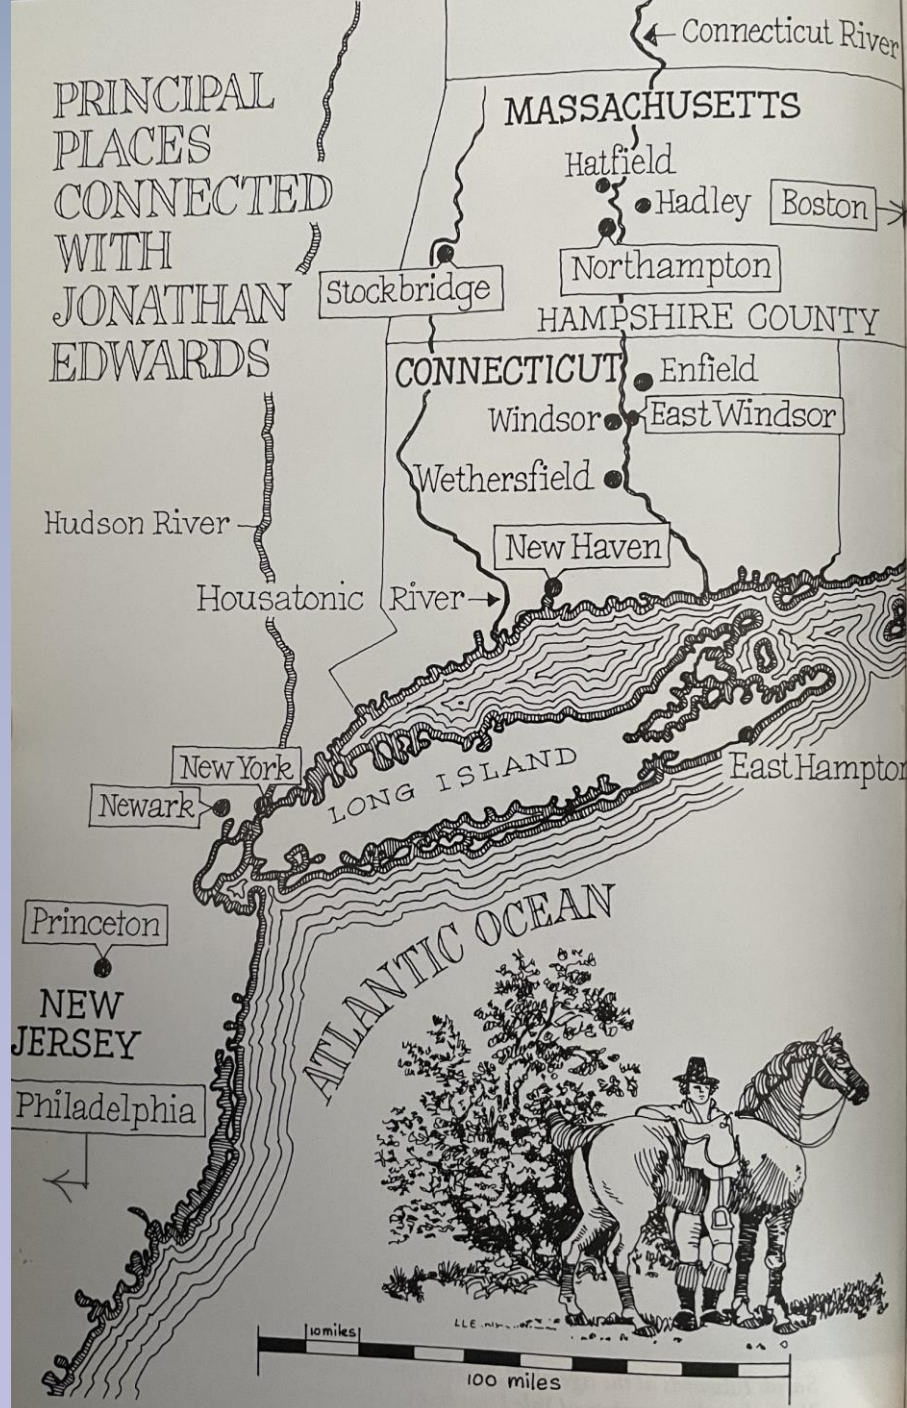 Connecticut River
PRINCIPAL
PLACES
CONNECTED
WITH
JONATHAN
EDWARDS
MASSACHUSETTS
Hatfield
Hadley
Boston
Northampton
Stockbridge
HAMPSHIRE COUNTY
CONNECTICUT
Enfield
Windsor
East Windsor
Wethersfield
Hudson River
New Haven
Housatonic River
New York
LONG ISLAND
East Hampton
Newark
Princeton
ATLANTIC OCEAN
NEW
JERSEY
Philadelphia
LLE
10 miles
100 miles